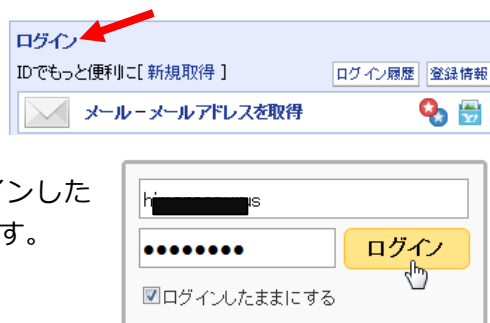 ログイン
IDでもっと便利に[ 新規取得 ]
ログイン履歴
登録情報
メール - メールアドレスを取得
インした
す。
ログイン
ログインしたままにする